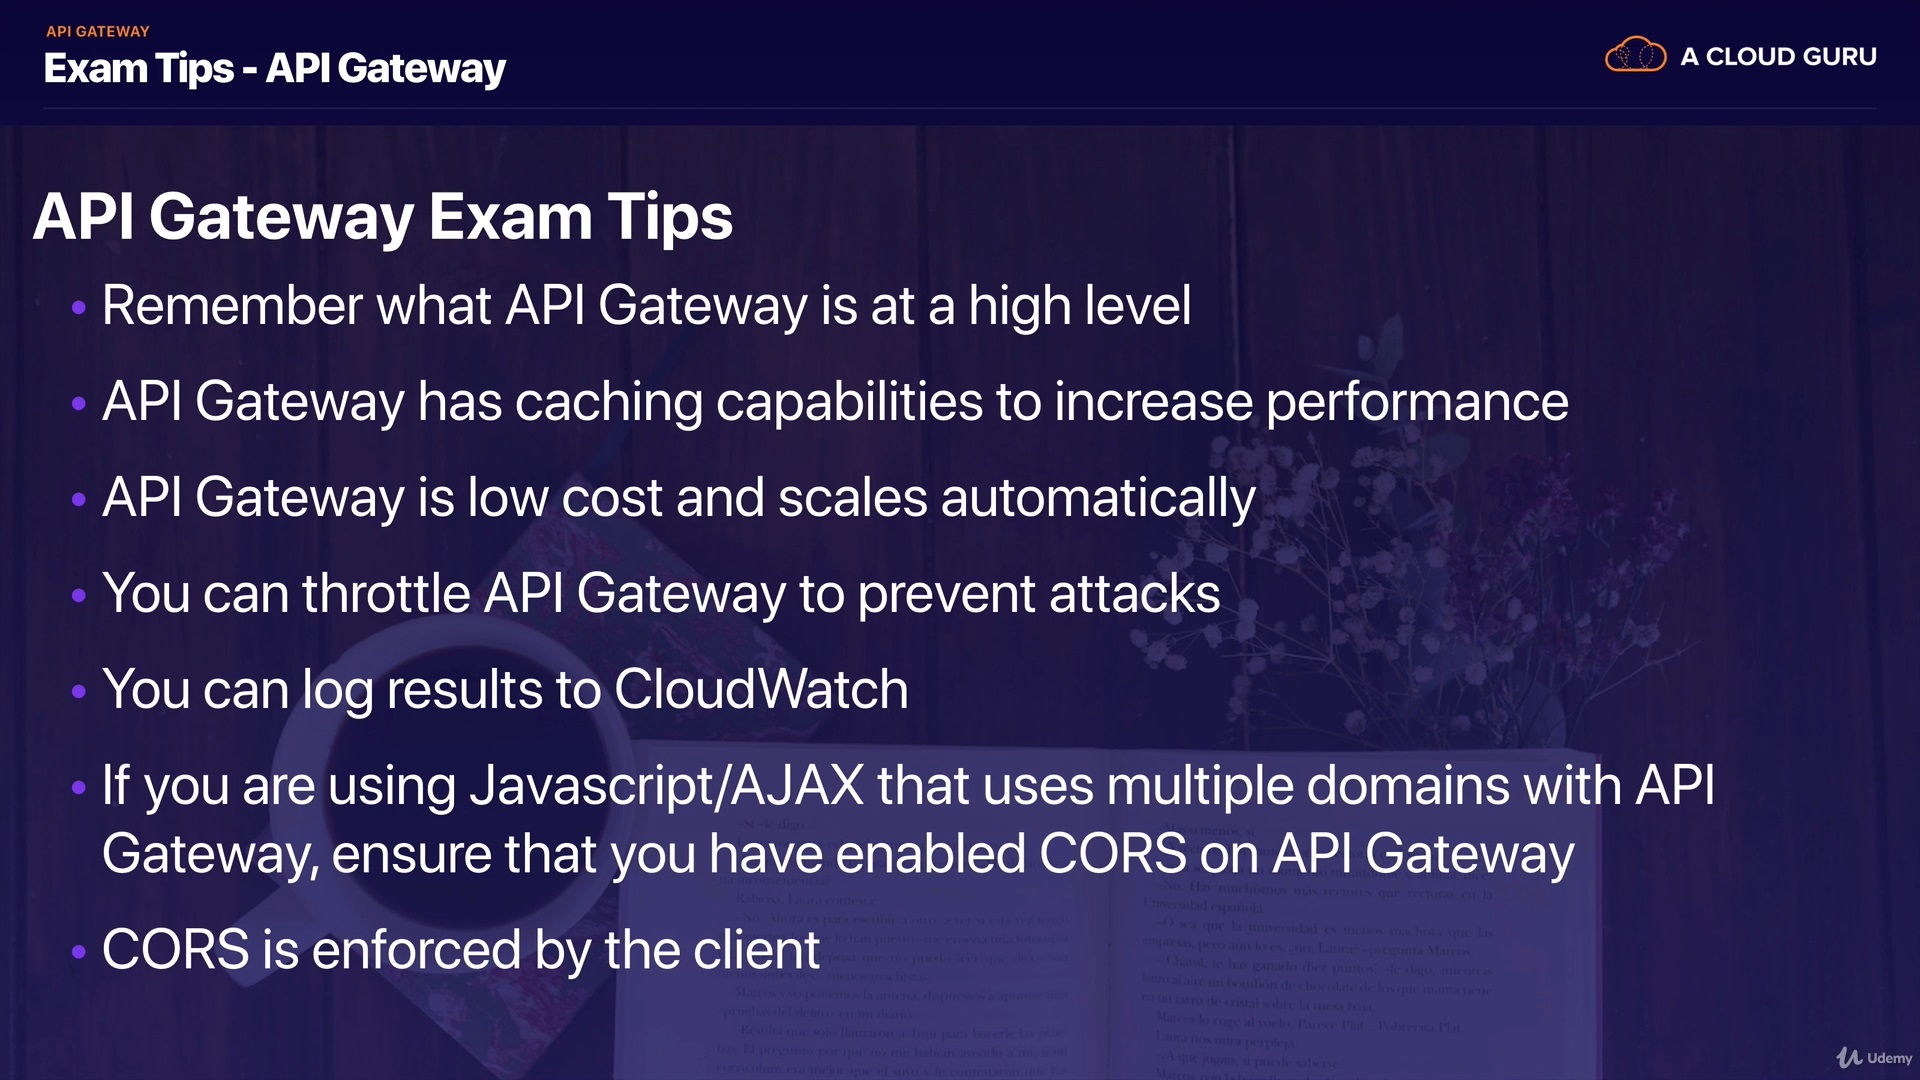 API GATEWAY
Exam Tips - API Gateway
A CLOUD GURU
API Gateway Exam Tips
• Remember what API Gateway is at a high level
• API Gateway has caching capabilities to increase performance
• API Gateway is low cost and scales automatically
• You can throttle API Gateway to prevent attacks
• You can log results to CloudWatch
• If you are using Javascript/AJAX that uses multiple domains with API
Gateway, ensure that you have enabled CORS on API Gateway
• CORS is enforced by the client
Udemy